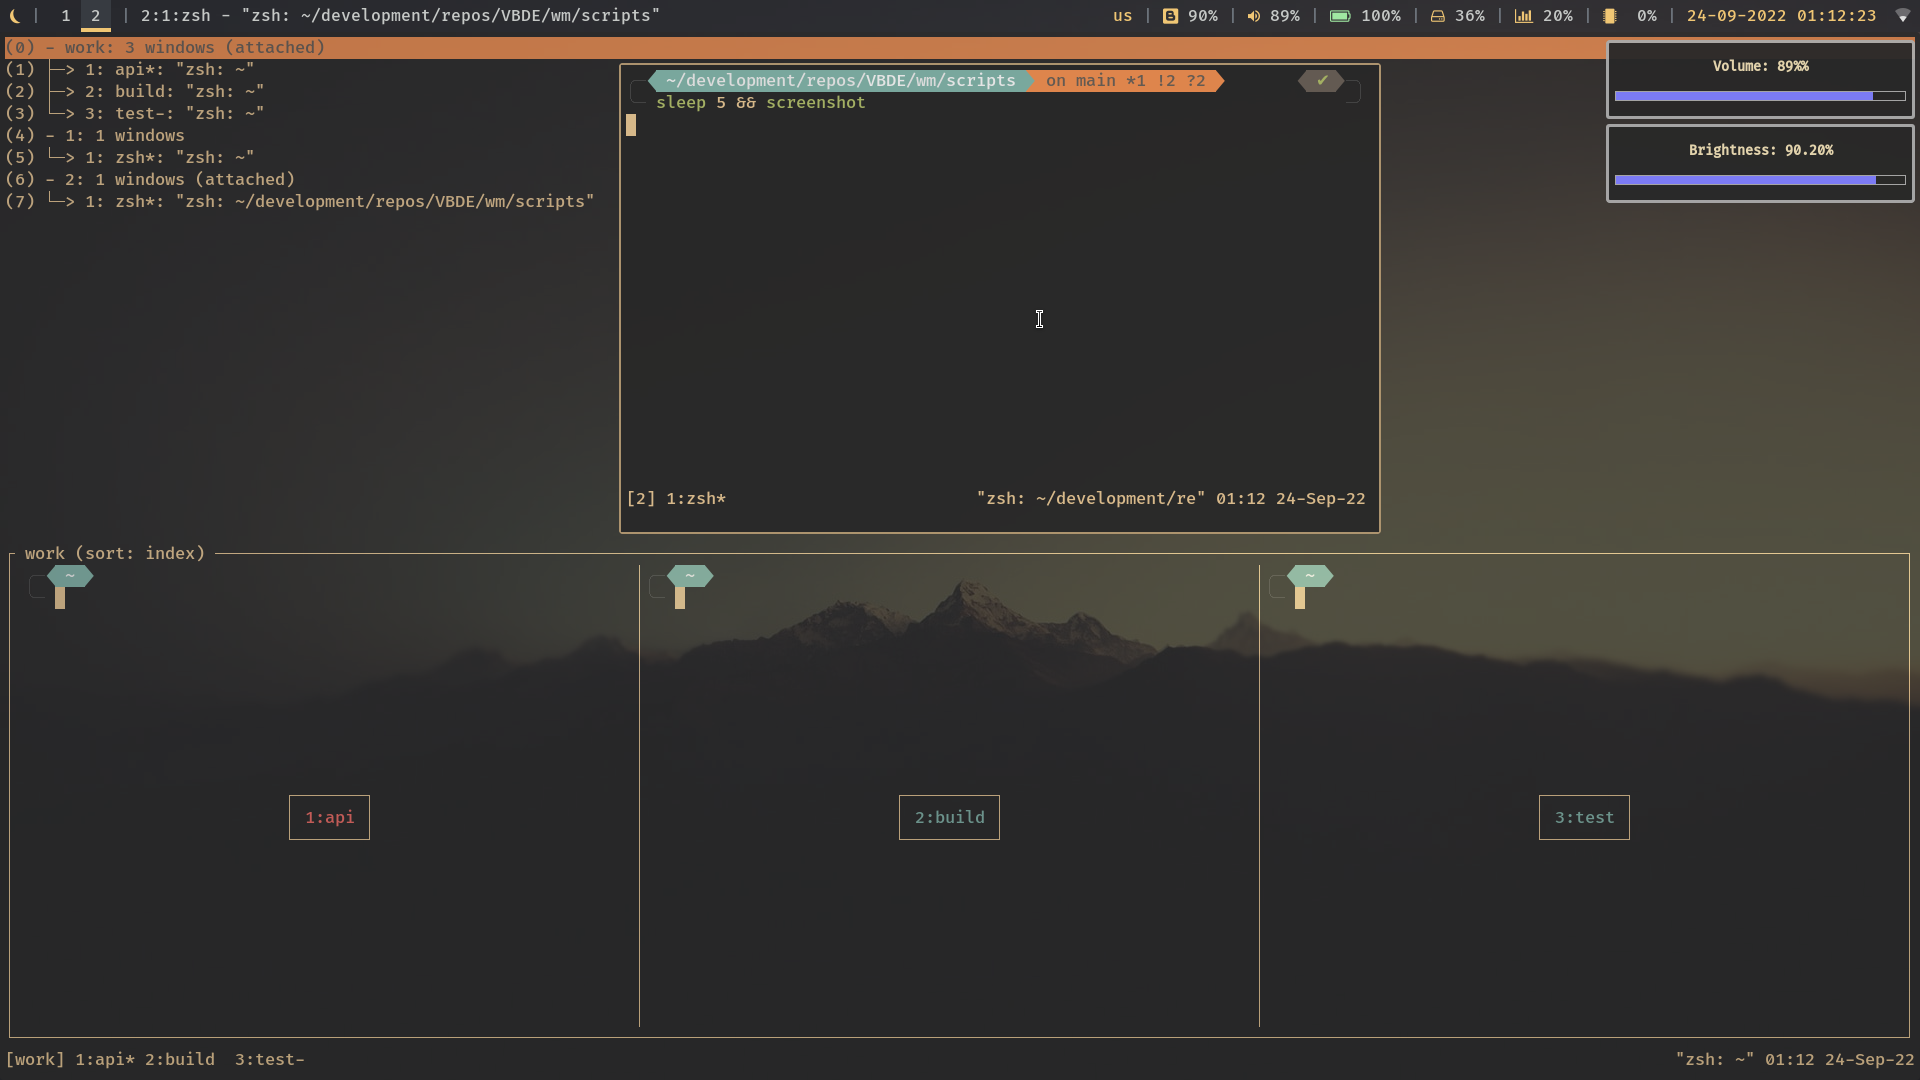 1 2 | 2:1:zsh - "zsh: ~/development/repos/VBDE/wm/scripts"
us | 90% | 89% | 100% | 36% | 20% | 0% | 24-09-2022 01:12:23
(0) - work: 3 windows (attached)
(1) ├─> 1: api*: "zsh: ~"
(2) ├─> 2: build: "zsh: ~"
(3) └─> 3: test-: "zsh: ~"
(4) - 1: 1 windows
(5) └─> 1: zsh*: "zsh: ~"
(6) - 2: 1 windows (attached)
(7) └─> 1: zsh*: "zsh: ~/development/repos/VBDE/wm/scripts"
~/development/repos/VBDE/wm/scripts on main *1 !2 ?2 ✔
sleep 5 && screenshot
[2] 1:zsh* "zsh: ~/development/re" 01:12 24-Sep-22
Volume: 89%%
Brightness: 90.20%
work (sort: index)
~ ~ ~
1:api 2:build 3:test
[work] 1:api* 2:build 3:test- "zsh: ~" 01:12 24-Sep-22